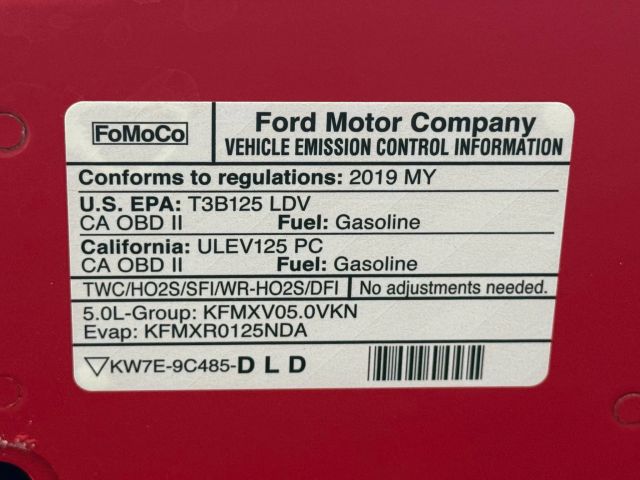 FoMoCo
Ford Motor Company
VEHICLE EMISSION CONTROL INFORMATION
Conforms to regulations: 2019 MY
U.S. EPA: T3B125 LDV
CA OBD II Fuel: Gasoline
California: ULEV125 PC
CA OBD II Fuel: Gasoline
TWC/HO2S/SFI/WR-HO2S/DFI No adjustments needed.
5.0L-Group: KFMXV05.0VKN
Evap: KFMXR0125NDA
KW7E-9C485-DLD